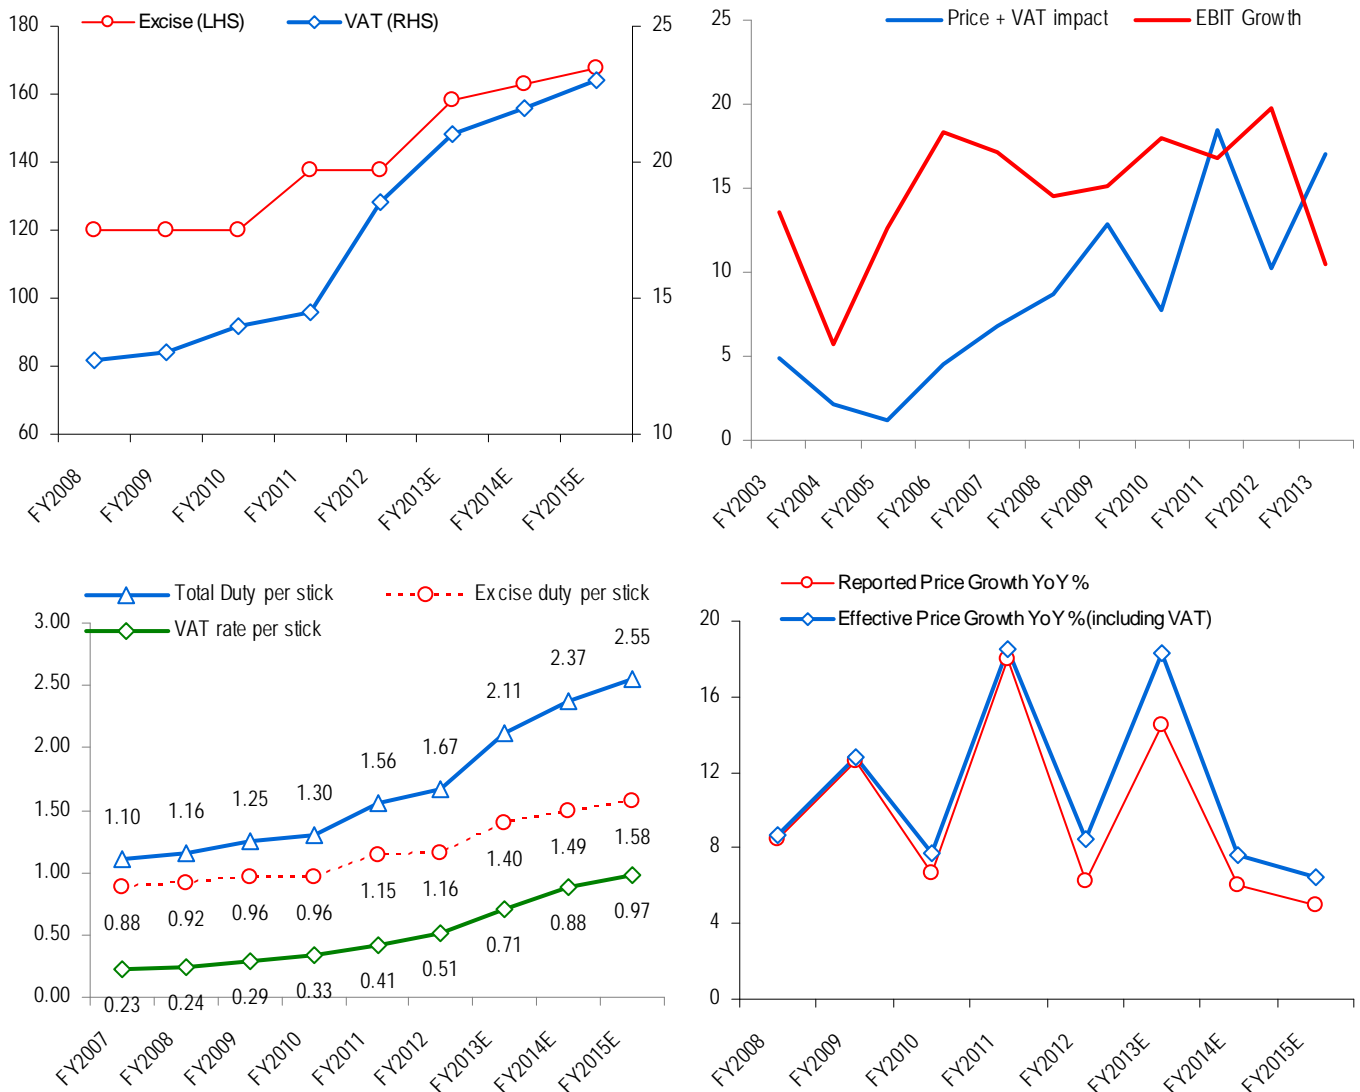 Excise (LHS) VAT (RHS)
180 25
160
20
140
120
15
100
80
60 10
FY2008 FY2009 FY2010 FY2011 FY2012 FY2013E FY2014E FY2015E
Price + VAT impact EBIT Growth
25
20
15
10
5
0
FY2003 FY2004 FY2005 FY2006 FY2007 FY2008 FY2009 FY2010 FY2011 FY2012 FY2013
Total Duty per stick Excise duty per stick
VAT rate per stick
3.00
2.50
2.00
1.50
1.00
0.50
0.00
1.10 1.16 1.25 1.30 1.56 1.67 2.11 2.37 2.55
0.88 0.92 0.96 0.96 1.15 1.16 1.40 1.49 1.58
0.23 0.24 0.29 0.33 0.41 0.51 0.71 0.88 0.97
FY2007 FY2008 FY2009 FY2010 FY2011 FY2012 FY2013E FY2014E FY2015E
Reported Price Growth YoY %
Effective Price Growth YoY % (including VAT)
20
16
12
8
4
0
FY2008 FY2009 FY2010 FY2011 FY2012 FY2013E FY2014E FY2015E